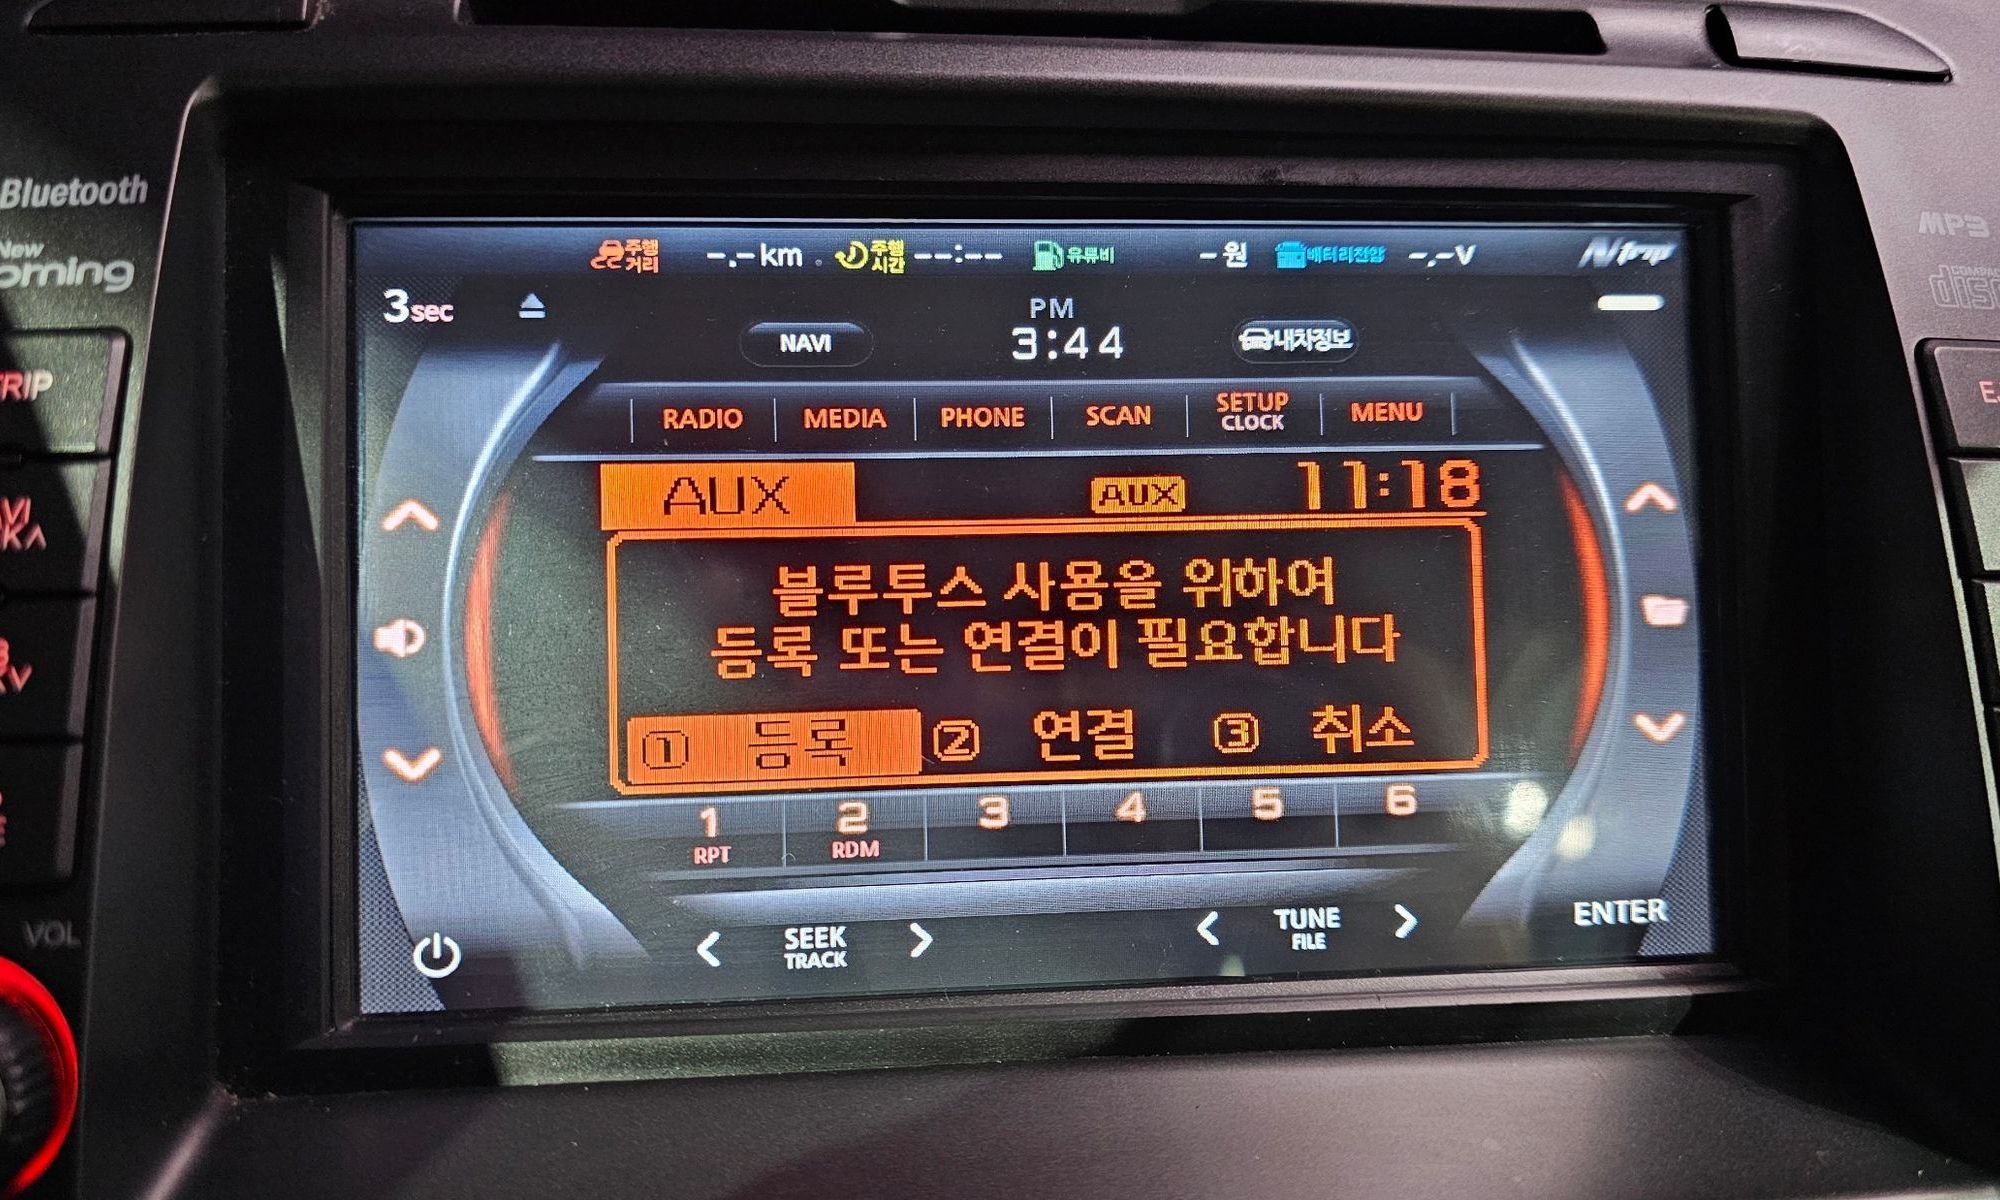 Bluetooth
New
MP3
COMPACT
주행거리 -.-km 주행시간 --:-- 유류비 -원 배터리전압 -.-V Ntrip
3sec
PM
NAVI 3:44 내차정보
RADIO MEDIA PHONE SCAN SETUP CLOCK MENU
AUX AUX 11:18
블루투스 사용을 위하여
등록 또는 연결이 필요합니다
① 등록 ② 연결 ③ 취소
1 2 3 4 5 6
RPT RDM
VOL
SEEK TUNE ENTER
TRACK FILE